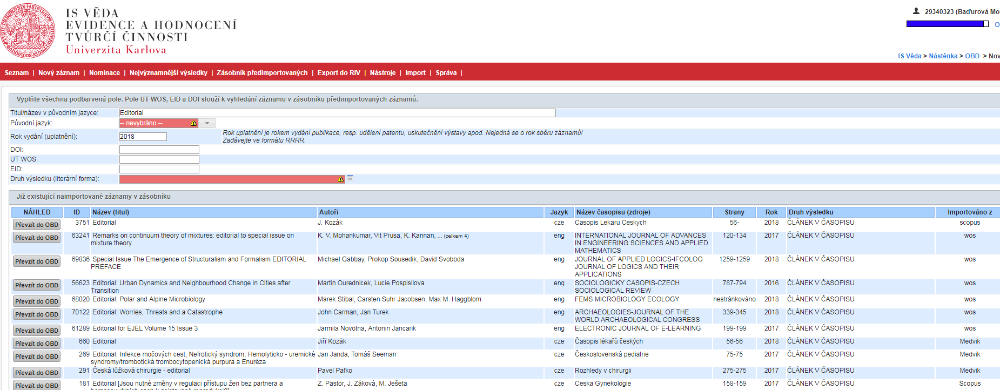 IS VĚDA
EVIDENCE A HODNOCENÍ
TVŮRČÍ ČINNOSTI
Univerzita Karlova
29340323 (Baďurová Mo
O
IS Věda > Nástěnka > OBD > Nov
Seznam | Nový záznam | Nominace | Nejvýznamnější výsledky | Zásobník předimportovaných | Export do RIV | Nástroje | Import | Správa |
Vyplňte všechna podbarvená pole. Pole UT WOS, EID a DOI slouží k vyhledání záznamu v zásobníku předimportovaných záznamů.
Titul/název v původním jazyce: Editorial
Původní jazyk: -- nevybráno --
Rok vydání (uplatnění): 2018 Rok uplatnění je rokem vydání publikace, resp. udělení patentu, uskutečnění výstavy apod. Nejedná se o rok sběru záznamů!
Zadávejte ve formátu RRRR.
DOI:
UT WOS:
EID:
Druh výsledku (literární forma):
Již existující naimportované záznamy v zásobníku
NÁHLED ID Název (titul) Autoři Jazyk Název časopisu (zdroje) Strany Rok Druh výsledku Importováno z
Převzít do OBD 3751 Editorial J. Kozák cze Casopis Lekaru Ceskych 56- 2018 ČLÁNEK V ČASOPISU scopus
Převzít do OBD 63241 Remarks on continuum theory of mixtures: editorial to special issue on K. V. Mohankumar, Vit Prusa, K. Kannan, ... (celkem 4) eng INTERNATIONAL JOURNAL OF ADVANCES 120-134 2017 ČLÁNEK V ČASOPISU wos
mixture theory IN ENGINEERING SCIENCES AND APPLIED
MATHEMATICS
Převzít do OBD 69836 Special Issue The Emergence of Structuralism and Formalism EDITORIAL Michael Gabbay, Prokop Sousedik, David Svoboda eng JOURNAL OF APPLIED LOGICS-IFCOLOG 1259-1259 2018 ČLÁNEK V ČASOPISU wos
PREFACE JOURNAL OF LOGICS AND THEIR
APPLICATIONS
Převzít do OBD 56623 Editorial: Urban Dynamics and Neighbourhood Change in Cities after Martin Ourednicek, Lucie Pospisilova eng SOCIOLOGICKY CASOPIS-CZECH 787-794 2016 ČLÁNEK V ČASOPISU wos
Transition SOCIOLOGICAL REVIEW
Převzít do OBD 68020 Editorial: Polar and Alpine Microbiology Marek Stibal, Carsten Suhr Jacobsen, Max M. Haggblom eng FEMS MICROBIOLOGY ECOLOGY nestránkováno 2018 ČLÁNEK V ČASOPISU wos
Převzít do OBD 70122 Editorial: Worries, Threats and a Catastrophe John Carman, Jan Turek eng ARCHAEOLOGIES-JOURNAL OF THE 339-345 2018 ČLÁNEK V ČASOPISU wos
WORLD ARCHAEOLOGICAL CONGRESS
Převzít do OBD 61289 Editorial for EJEL Volume 15 Issue 3 Jarmila Novotna, Antonin Jancarik eng ELECTRONIC JOURNAL OF E-LEARNING 199-199 2017 ČLÁNEK V ČASOPISU wos
Převzít do OBD 660 Editorial Jiří Kozák cze Časopis lékařů českých 56-56 2018 ČLÁNEK V ČASOPISU Medvik
Převzít do OBD 269 Editorial: Infekce močových cest, Nefrotický syndrom, Hemolyticko - uremické Jan Janda, Tomáš Seeman cze Československá pediatrie 75-75 2017 ČLÁNEK V ČASOPISU Medvik
syndromy/trombotická trombocytopenická purpura a Enuréza
Převzít do OBD 291 Česká lůžková chirurgie - editorial Pavel Pafko cze Rozhledy v chirurgii 275-275 2017 ČLÁNEK V ČASOPISU Medvik
Převzít do OBD 181 Editorial [Jsou nutné změny v regulaci přístupu žen bez partnera a Z. Pastor, J. Záková, M. Ješeta cze Ceska Gynekologie 158-159 2017 ČLÁNEK V ČASOPISU Scopus